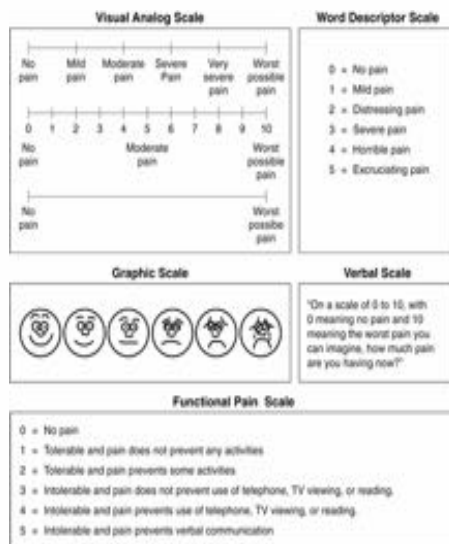 Visual Analog Scale
No pain
Mild pain
Moderate pain
Severe Pain
Very severe pain
Worst possible pain
0 1 2 3 4 5 6 7 8 9 10
No pain
Moderate pain
Worst possible pain
No pain
Worst possibe pain
Word Descriptor Scale
0 = No pain
1 = Mild pain
2 = Distressing pain
3 = Severe pain
4 = Horrible pain
5 = Excruciating pain
Graphic Scale
Verbal Scale
"On a scale of 0 to 10, with
0 meaning no pain and 10
meaning the worst pain you
can imagine, how much pain
are you having now?"
Functional Pain Scale
0 = No pain
1 = Tolerable and pain does not prevent any activities
2 = Tolerable and pain prevents some activities
3 = Intolerable and pain does not prevent use of telephone, TV viewing, or reading.
4 = Intolerable and pain prevents use of telephone, TV viewing, or reading.
5 = Intolerable and pain prevents verbal communication